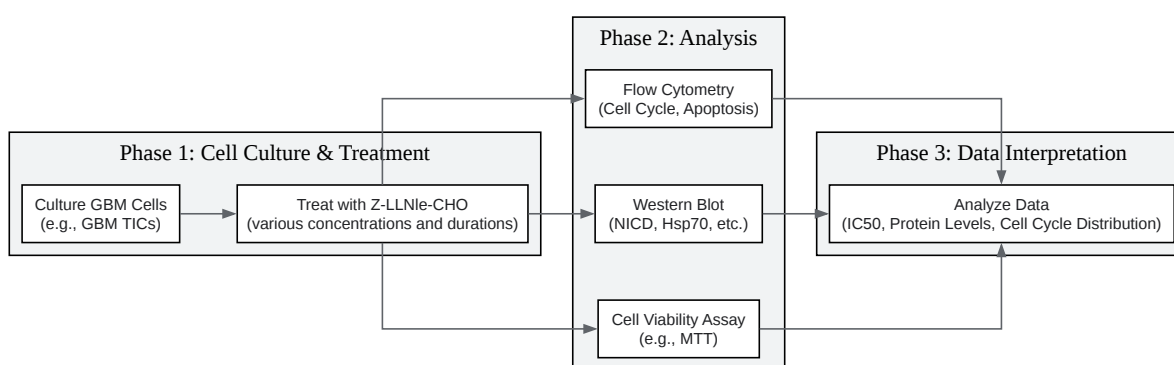 Phase 1: Cell Culture & Treatment
Culture GBM Cells
(e.g., GBM TICs)
Treat with Z-LLNle-CHO
(various concentrations and durations)
Phase 2: Analysis
Flow Cytometry
(Cell Cycle, Apoptosis)
Western Blot
(NICD, Hsp70, etc.)
Cell Viability Assay
(e.g., MTT)
Phase 3: Data Interpretation
Analyze Data
(IC50, Protein Levels, Cell Cycle Distribution)